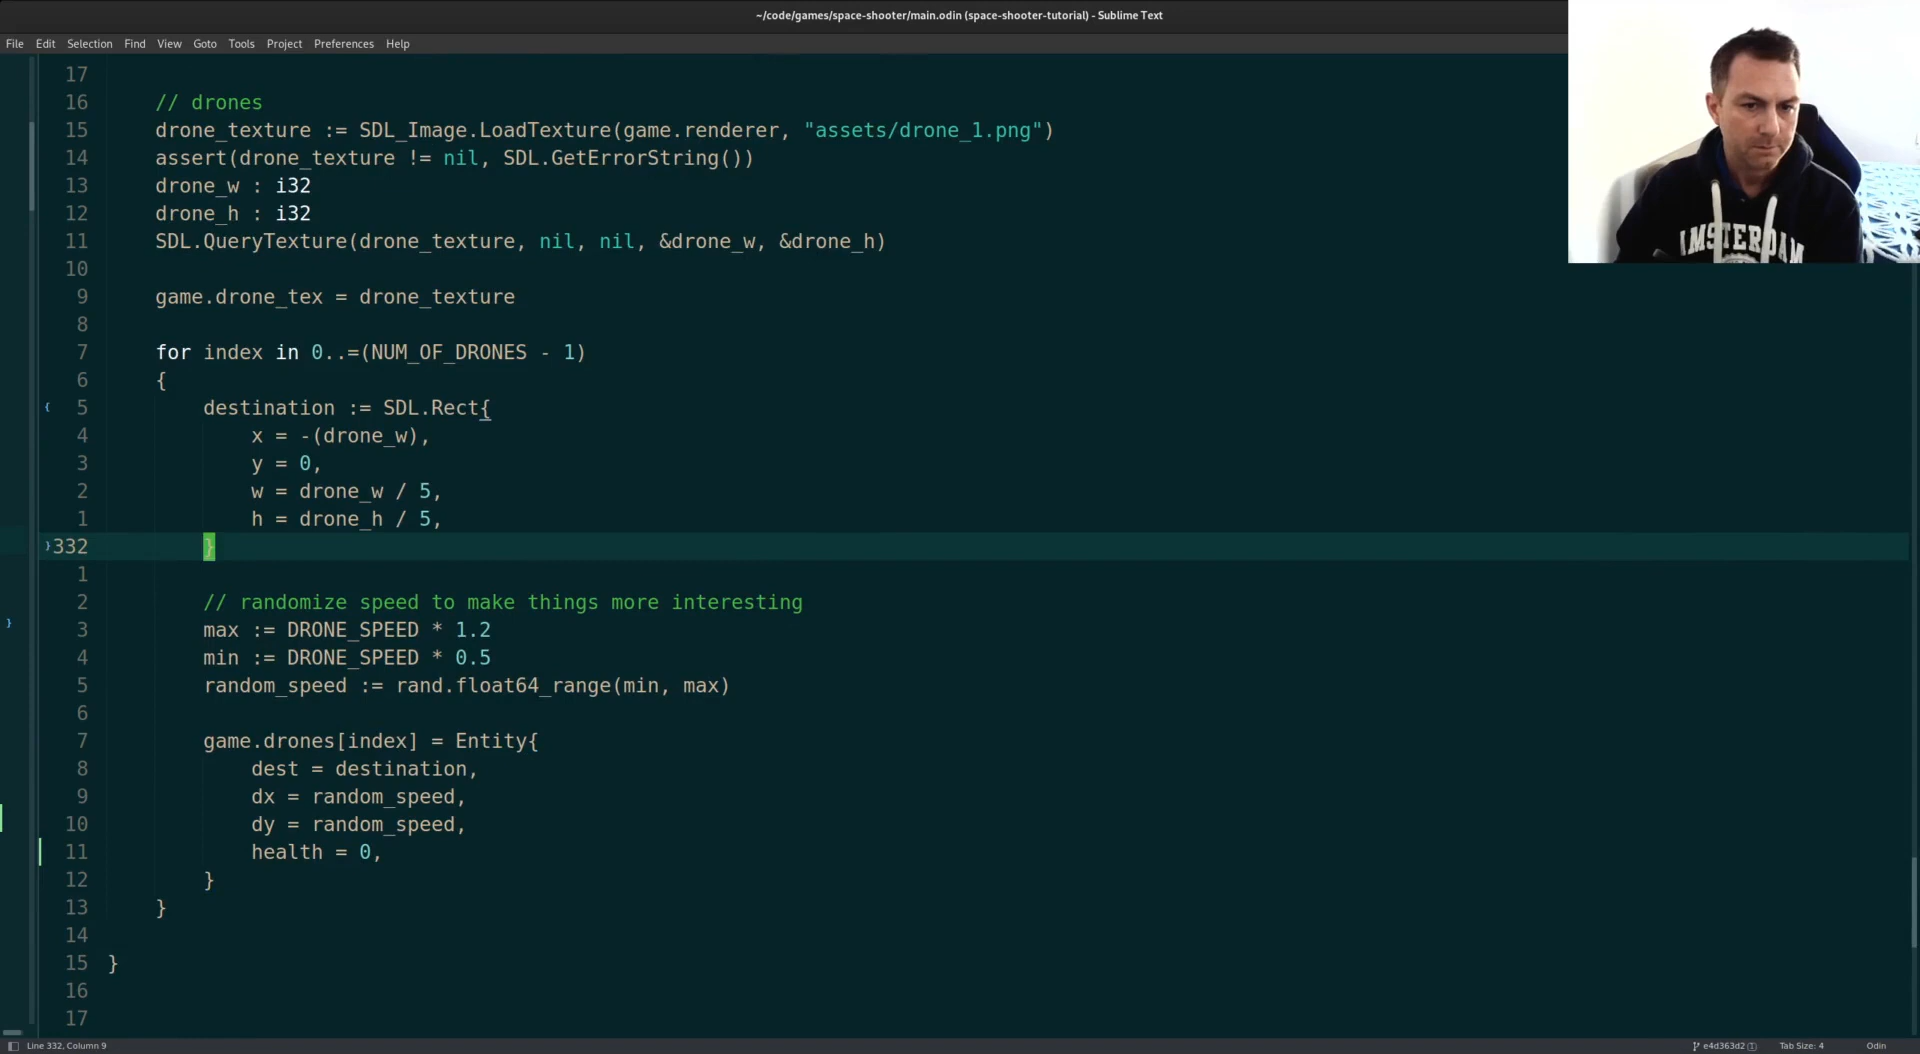 ~/code/games/space-shooter/main.odin (space-shooter-tutorial) - Sublime Text
File Edit Selection Find View Goto Tools Project Preferences Help
17
16 // drones
15 drone_texture := SDL_Image.LoadTexture(game.renderer, "assets/drone_1.png")
14 assert(drone_texture != nil, SDL.GetErrorString())
13 drone_w : i32
12 drone_h : i32
11 SDL.QueryTexture(drone_texture, nil, nil, &drone_w, &drone_h)
10
9 game.drone_tex = drone_texture
8
7 for index in 0..=(NUM_OF_DRONES - 1)
6 {
{ 5 destination := SDL.Rect{
4 x = -(drone_w),
3 y = 0,
2 w = drone_w / 5,
1 h = drone_h / 5,
} 332 }
1
2 // randomize speed to make things more interesting
} 3 max := DRONE_SPEED * 1.2
4 min := DRONE_SPEED * 0.5
5 random_speed := rand.float64_range(min, max)
6
7 game.drones[index] = Entity{
8 dest = destination,
9 dx = random_speed,
10 dy = random_speed,
11 health = 0,
12 }
13 }
14
15 }
16
17
AMSTERDAM
Line 332, Column 9 e4d363d2 (1) Tab Size: 4 Odin